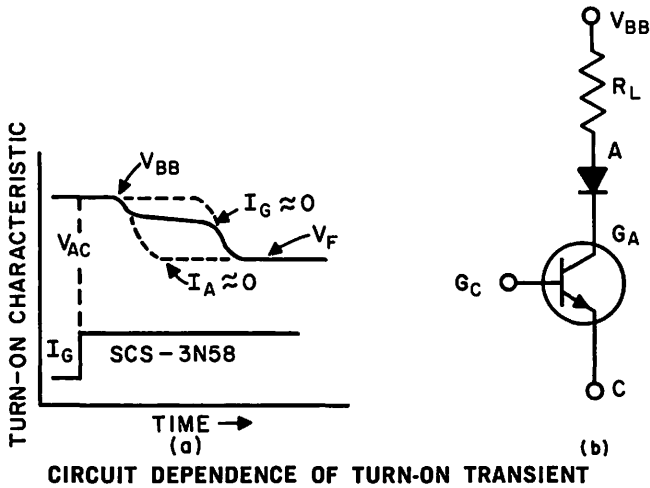 TURN-ON CHARACTERISTIC
V_BB
I_G ≈ 0
V_AC
V_F
I_A ≈ 0
I_G
SCS-3N58
TIME →
(a)
V_BB
R_L
A
G_A
G_C
C
(b)
CIRCUIT DEPENDENCE OF TURN-ON TRANSIENT